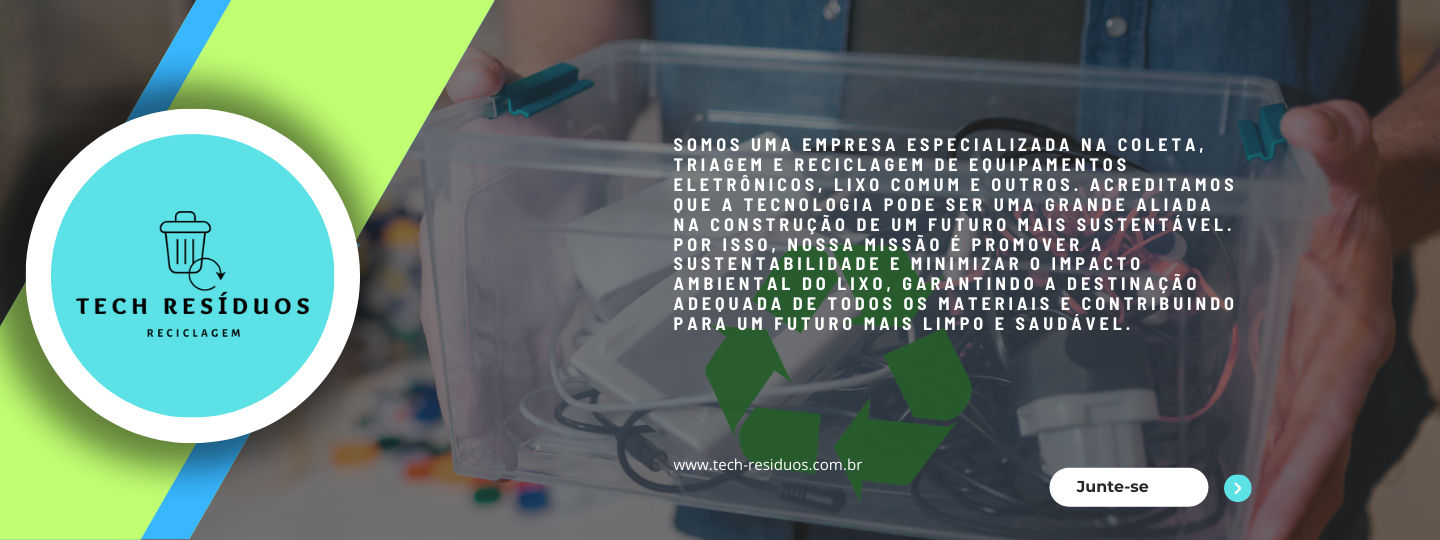 TECH RESÍDUOS
RECICLAGEM
SOMOS UMA EMPRESA ESPECIALIZADA NA COLETA,
TRIAGEM E RECICLAGEM DE EQUIPAMENTOS
ELETRÔNICOS, LIXO COMUM E OUTROS. ACREDITAMOS
QUE A TECNOLOGIA PODE SER UMA GRANDE ALIADA
NA CONSTRUÇÃO DE UM FUTURO MAIS SUSTENTÁVEL.
POR ISSO, NOSSA MISSÃO É PROMOVER A
SUSTENTABILIDADE E MINIMIZAR O IMPACTO
AMBIENTAL DO LIXO, GARANTINDO A DESTINAÇÃO
ADEQUADA DE TODOS OS MATERIAIS E CONTRIBUINDO
PARA UM FUTURO MAIS LIMPO E SAUDÁVEL.
www.tech-residuos.com.br
Junte-se